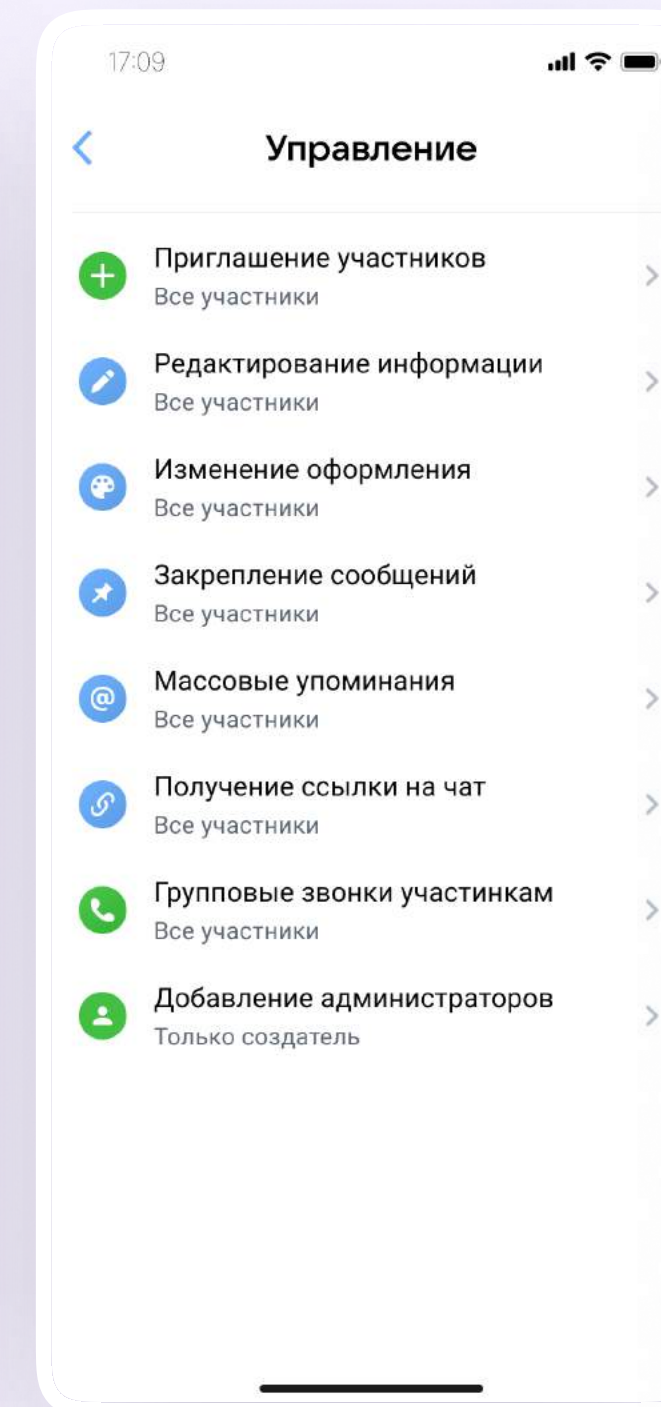 17:09
Управление
Приглашение участников
Все участники
Редактирование информации
Все участники
Изменение оформления
Все участники
Закрепление сообщений
Все участники
Массовые упоминания
Все участники
Получение ссылки на чат
Все участники
Групповые звонки участинкам
Все участники
Добавление администраторов
Только создатель